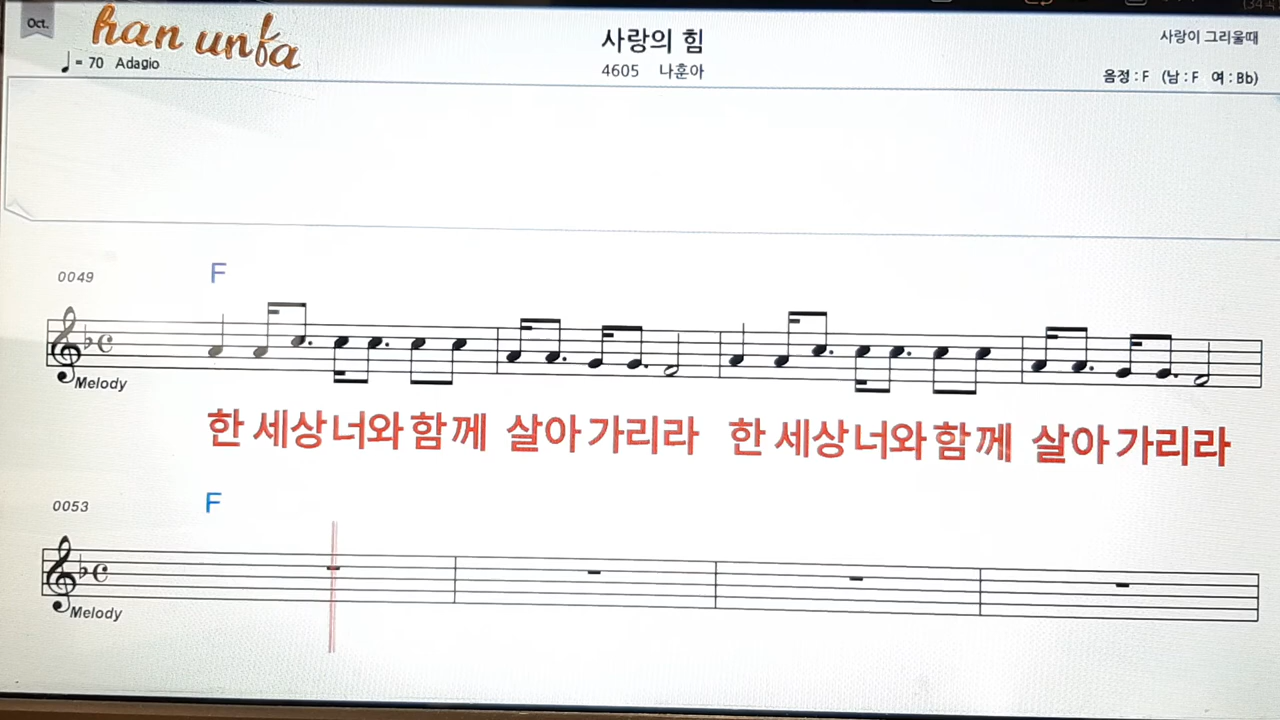 Oct.
han unfa
♩= 70 Adagio
사랑의 힘
4605 나훈아
사랑이 그리울때
음정 : F (남 : F 여 : Bb)
0049
F
Melody
한 세상 너와 함께 살아 가리라 한 세상 너와 함께 살아 가리라
0053
F
Melody